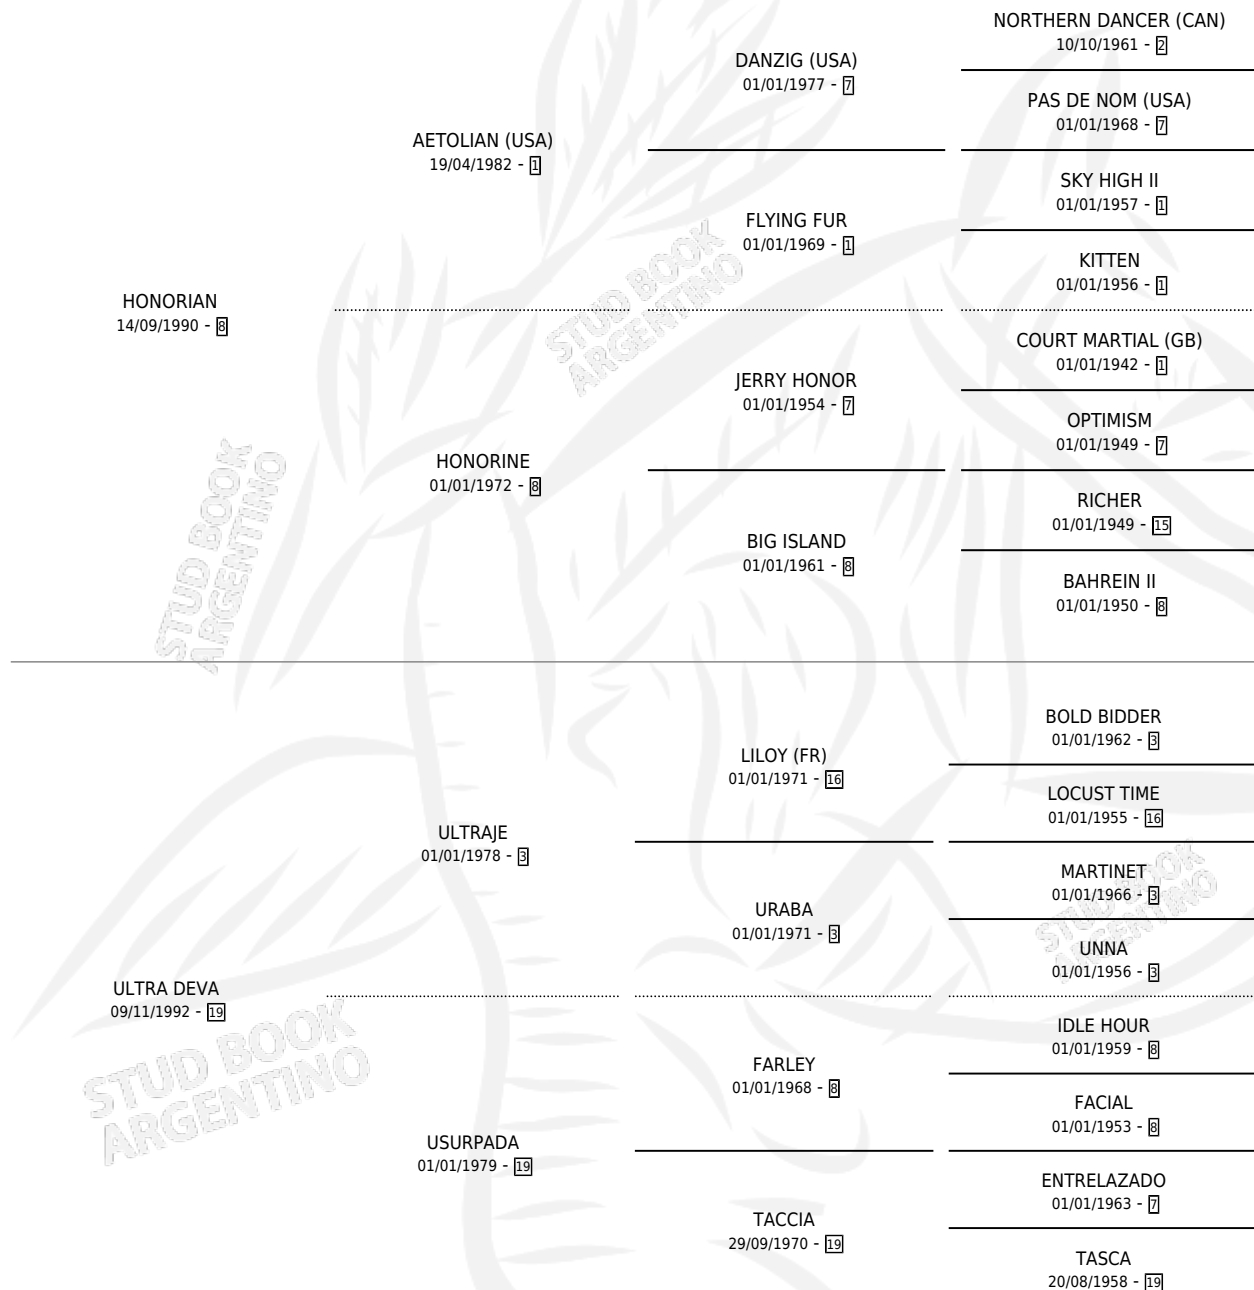 NORTHERN DANCER (CAN)
10/10/1961 - 2
DANZIG (USA)
01/01/1977 - 7
PAS DE NOM (USA)
01/01/1968 - 7
AETOLIAN (USA)
19/04/1982 - 1
SKY HIGH II
01/01/1957 - 1
FLYING FUR
01/01/1969 - 1
KITTEN
01/01/1956 - 1
HONORIAN
14/09/1990 - 8
COURT MARTIAL (GB)
01/01/1942 - 1
JERRY HONOR
01/01/1954 - 7
OPTIMISM
01/01/1949 - 7
HONORINE
01/01/1972 - 8
RICHER
01/01/1949 - 15
BIG ISLAND
01/01/1961 - 8
BAHREIN II
01/01/1950 - 8
BOLD BIDDER
01/01/1962 - 3
LILOY (FR)
01/01/1971 - 16
LOCUST TIME
01/01/1955 - 16
ULTRAJE
01/01/1978 - 3
MARTINET
01/01/1966 - 3
URABA
01/01/1971 - 3
UNNA
01/01/1956 - 3
ULTRA DEVA
09/11/1992 - 19
IDLE HOUR
01/01/1959 - 8
FARLEY
01/01/1968 - 8
FACIAL
01/01/1953 - 8
USURPADA
01/01/1979 - 19
ENTRELAZADO
01/01/1963 - 7
TACCIA
29/09/1970 - 19
TASCA
20/08/1958 - 19
STUD BOOK
ARGENTINO
STUD BOOK
ARGENTINO
STUD BOOK
ARGENTINO
STUD BOOK
ARGENTINO